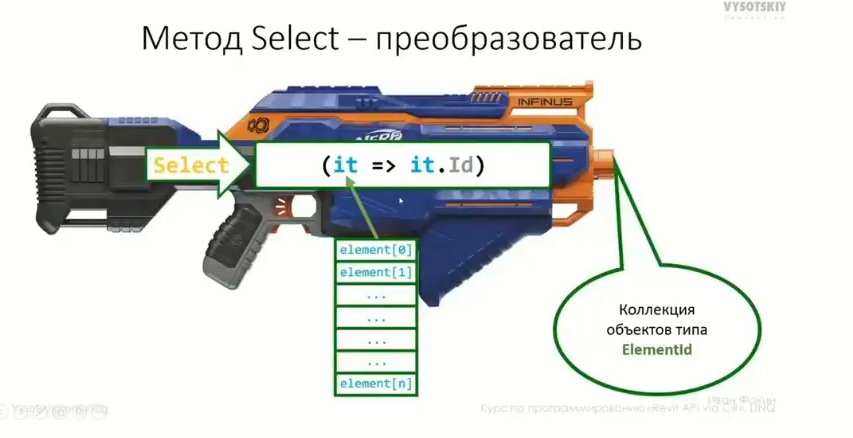 VYSOTSKIY
Метод Select – преобразователь
INFINUS
NERF
Select
(it => it.Id)
element[0]
element[1]
...
...
...
...
element[n]
Коллекция
объектов типа
ElementId
Иван Фокин
Курс по программированию «Revit API via C#». LINQ